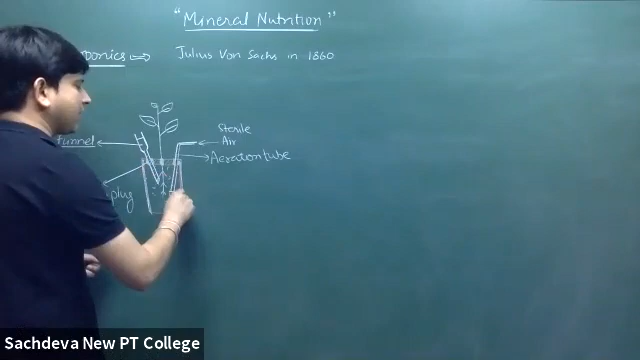 "Mineral Nutrition"
ponics ⇒ Julius Von Sachs in 1860
Sterile
Air
funnel
Aeration tube
plug
Sachdeva New PT College